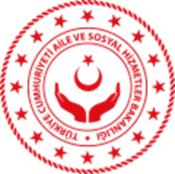 TÜRKİYE CUMHURİYETİ AİLE VE SOSYAL HİZMETLER BAKANLIĞI